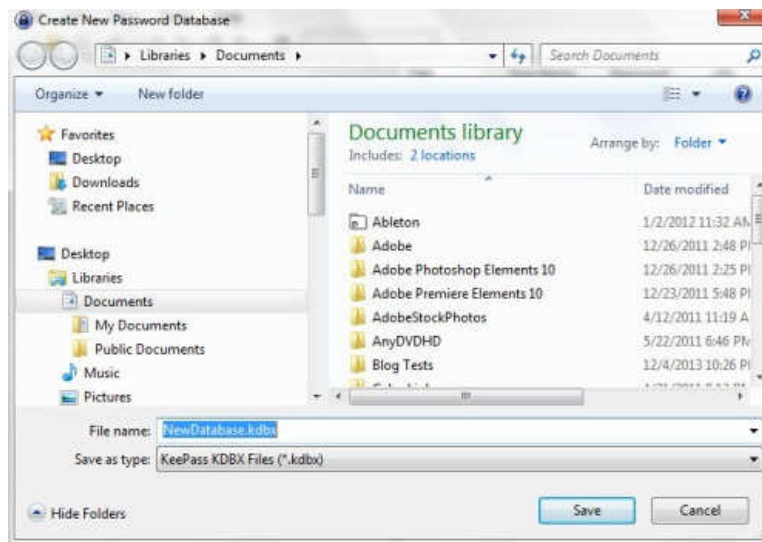 Create New Password Database
Libraries Documents
Search Documents
Organize New folder
Favorites
Desktop
Downloads
Recent Places
Desktop
Libraries
Documents
My Documents
Public Documents
Music
Pictures
Documents library
Includes: 2 locations
Arrange by: Folder
Name Date modified
Ableton 1/2/2012 11:32 AM
Adobe 12/26/2011 2:48 PI
Adobe Photoshop Elements 10 12/26/2011 2:25 PI
Adobe Premiere Elements 10 12/23/2011 5:48 PI
AdobeStockPhotos 4/12/2011 11:19 A
AnyDVDHD 5/22/2011 6:46 PM
Blog Tests 12/4/2013 10:26 PI
File name: NewDatabase.kdbx
Save as type: KeePass KDBX Files (*.kdbx)
Hide Folders
Save Cancel